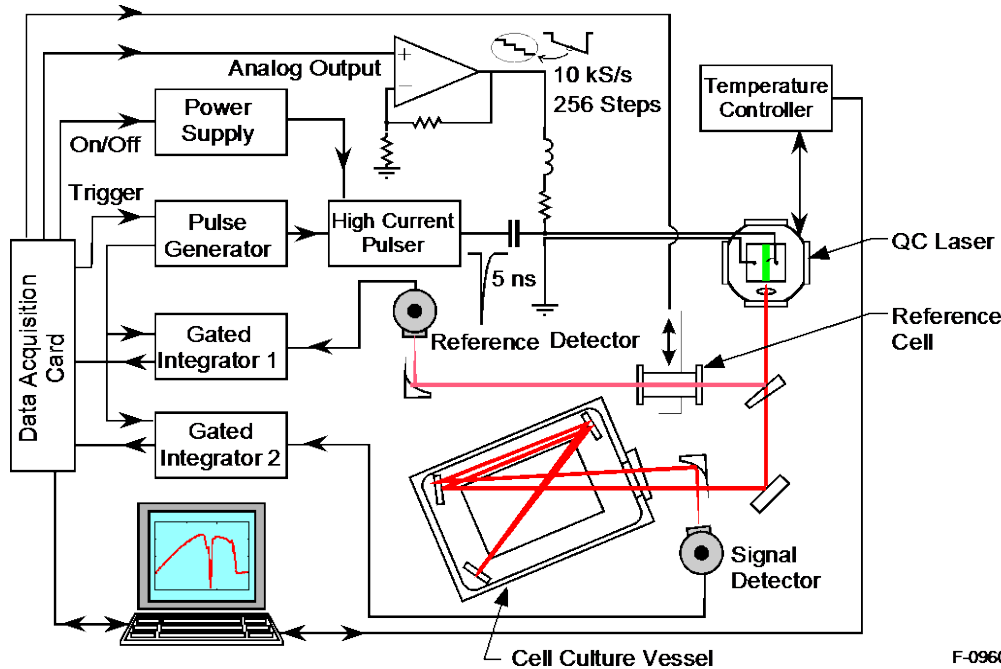 Analog Output
10 kS/s
256 Steps
Temperature
Controller
Power
Supply
On/Off
Trigger
Pulse
Generator
High Current
Pulser
5 ns
QC Laser
Data Acquisition
Card
Gated
Integrator 1
Reference Detector
Reference
Cell
Gated
Integrator 2
Signal
Detector
Cell Culture Vessel